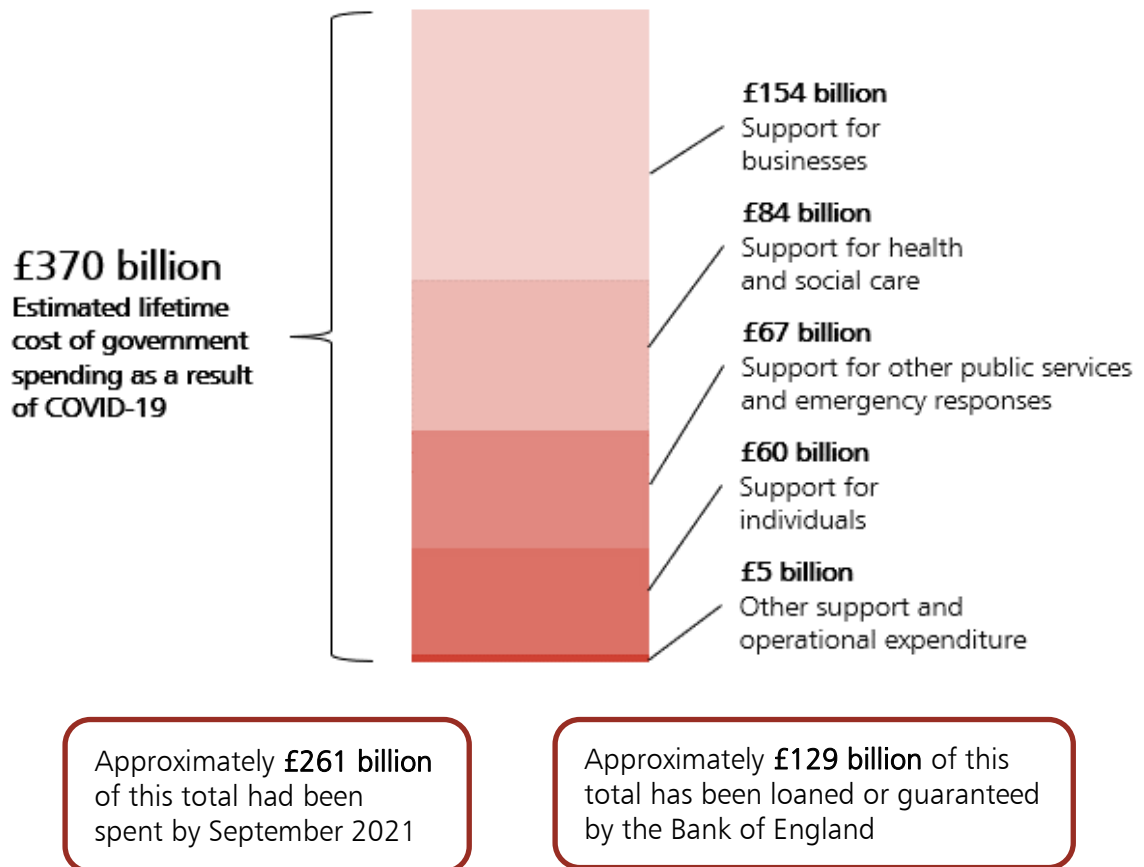 £370 billion
Estimated lifetime
cost of government
spending as a result
of COVID-19
£154 billion
Support for
businesses
£84 billion
Support for health
and social care
£67 billion
Support for other public services
and emergency responses
£60 billion
Support for
individuals
£5 billion
Other support and
operational expenditure
Approximately £261 billion
of this total had been
spent by September 2021
Approximately £129 billion of this
total has been loaned or guaranteed
by the Bank of England